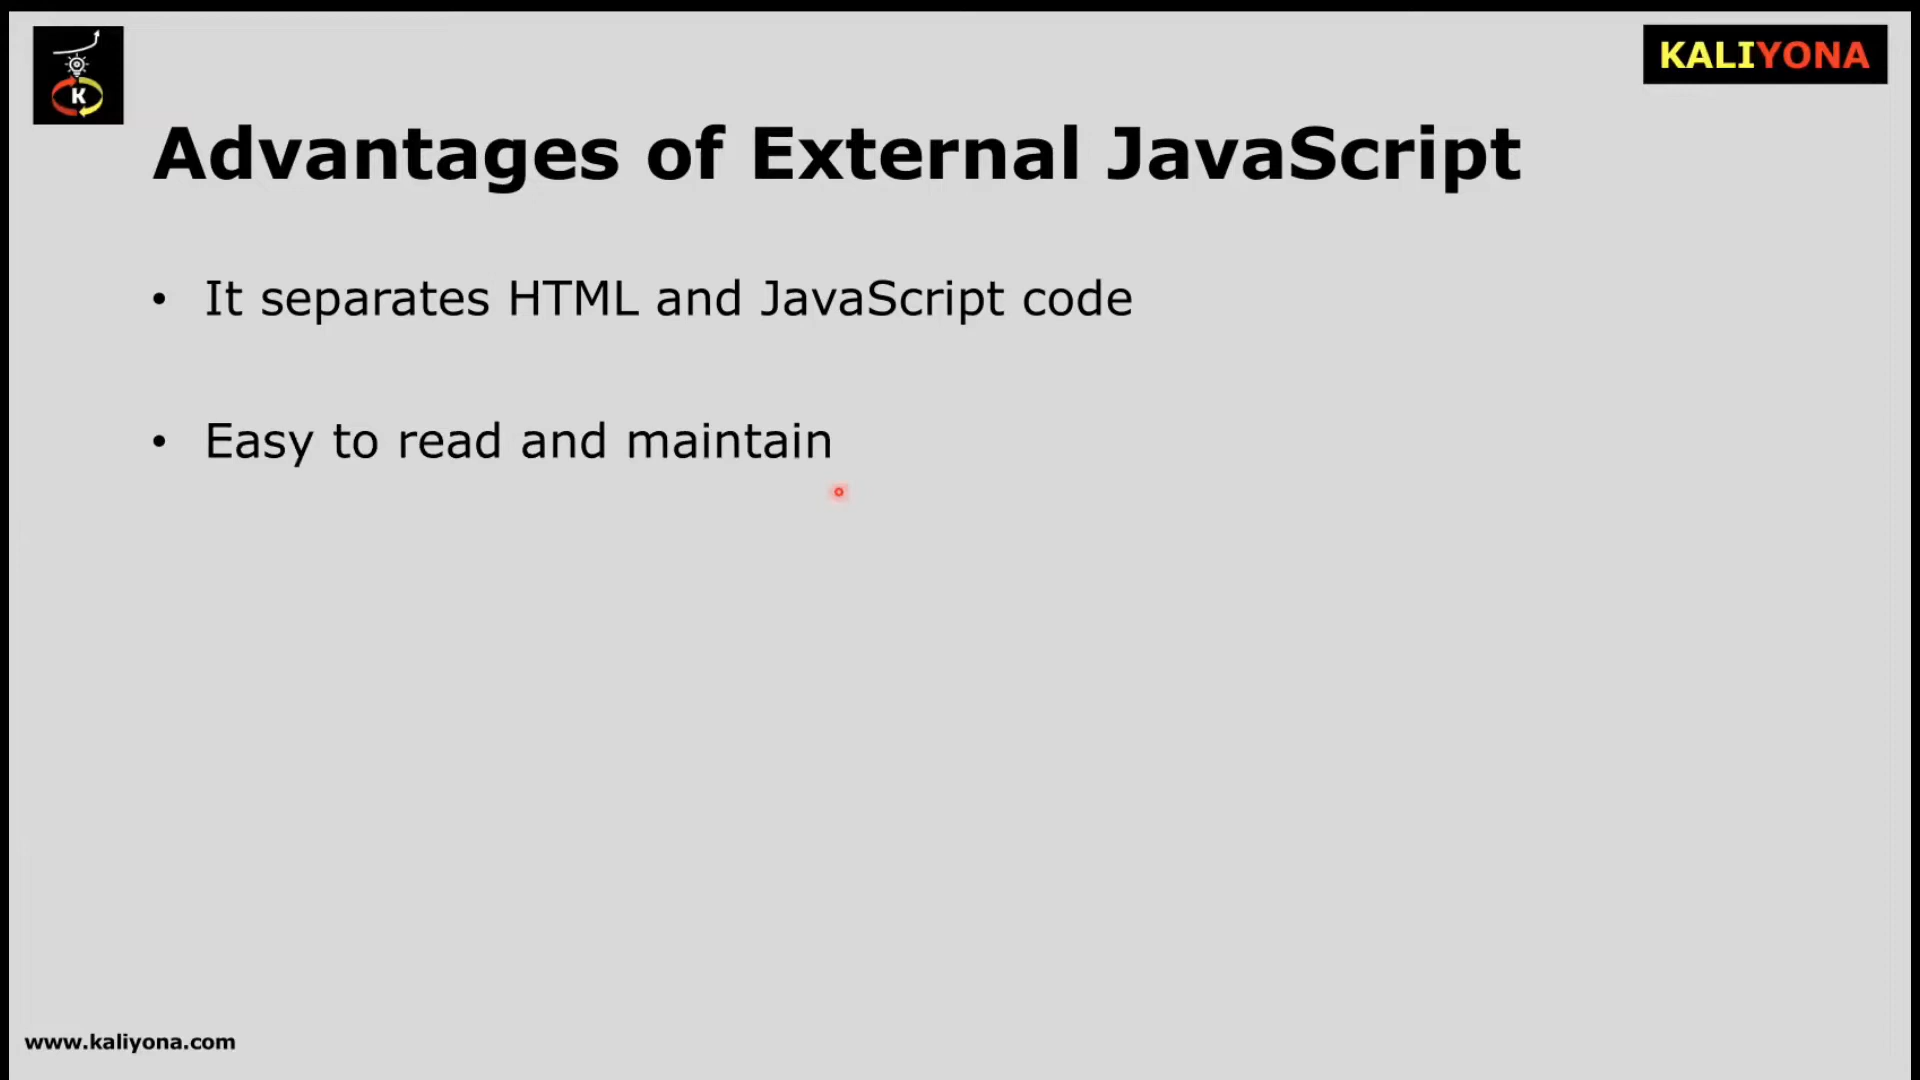 K
KALIYONA
Advantages of External JavaScript
• It separates HTML and JavaScript code
• Easy to read and maintain
www.kaliyona.com